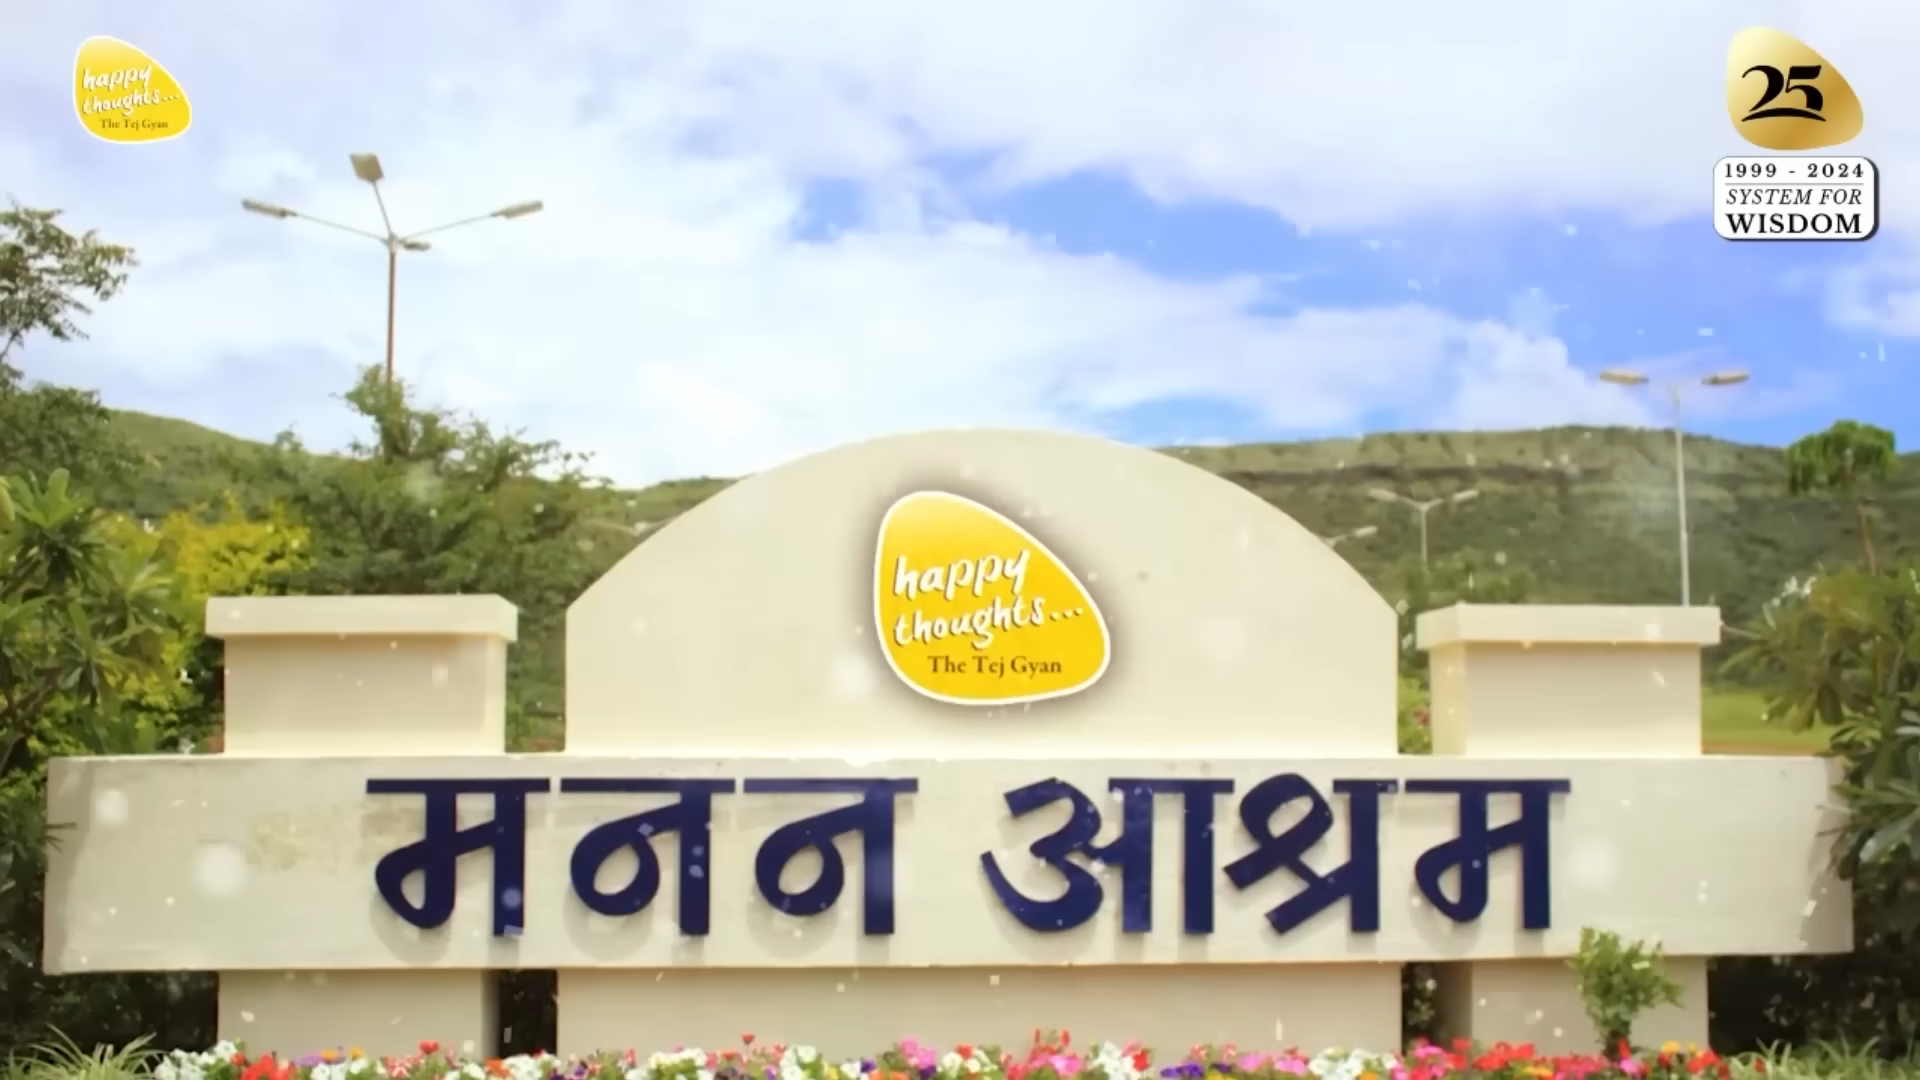 happy
thoughts...
The Tej Gyan
25
1999 - 2024
SYSTEM FOR
WISDOM
happy
thoughts...
The Tej Gyan
मनन आश्रम